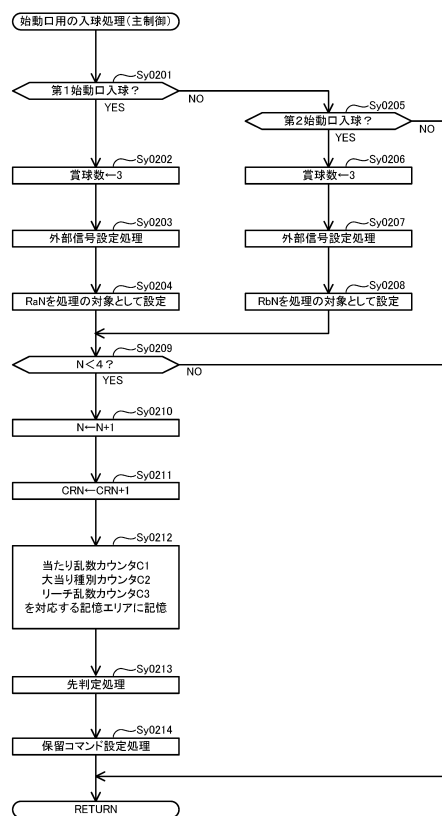 始動口用の入球処理(主制御)
Sy0201
第1始動口入球?
YES
NO
Sy0205
第2始動口入球?
YES
NO
Sy0202
賞球数←3
Sy0206
賞球数←3
Sy0203
外部信号設定処理
Sy0207
外部信号設定処理
Sy0204
RaNを処理の対象として設定
Sy0208
RbNを処理の対象として設定
Sy0209
N<4?
YES
NO
Sy0210
N←N+1
Sy0211
CRN←CRN+1
Sy0212
当たり乱数カウンタC1
大当り種別カウンタC2
リーチ乱数カウンタC3
を対応する記憶エリアに記憶
Sy0213
先判定処理
Sy0214
保留コマンド設定処理
RETURN